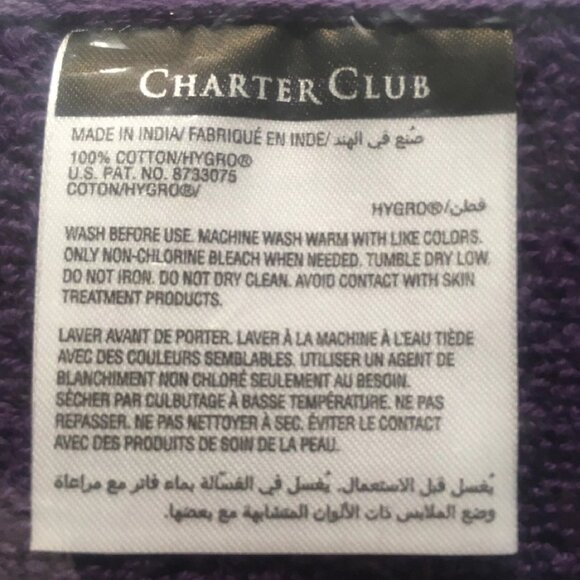 CHARTER CLUB
MADE IN INDIA/ FABRIQUÉ EN INDE/ صُنع في الهند
100% COTTON/HYGRO®
U.S. PAT. NO. 8733075
COTON/HYGRO®/
قطن/HYGRO®
WASH BEFORE USE. MACHINE WASH WARM WITH LIKE COLORS.
ONLY NON-CHLORINE BLEACH WHEN NEEDED. TUMBLE DRY LOW.
DO NOT IRON. DO NOT DRY CLEAN. AVOID CONTACT WITH SKIN
TREATMENT PRODUCTS.
LAVER AVANT DE PORTER. LAVER À LA MACHINE À L'EAU TIÈDE
AVEC DES COULEURS SEMBLABLES. UTILISER UN AGENT DE
BLANCHIMENT NON CHLORÉ SEULEMENT AU BESOIN.
SÉCHER PAR CULBUTAGE À BASSE TEMPÉRATURE. NE PAS
REPASSER. NE PAS NETTOYER À SEC. ÉVITER LE CONTACT
AVEC DES PRODUITS DE SOIN DE LA PEAU.
يُغسل قبل الاستعمال. يُغسل في الغسّالة بماء فاتر مع مراعاة
وضع الملابس ذات الألوان المتشابهة مع بعضها.